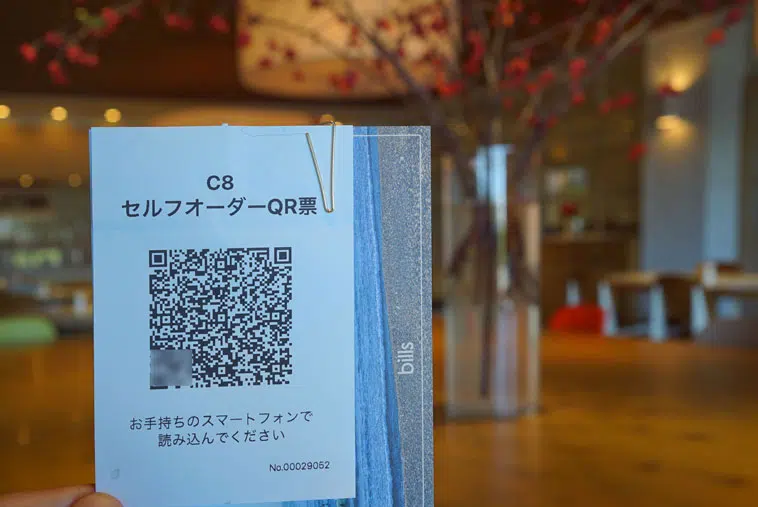 C8
セルフオーダーQR票
お手持ちのスマートフォンで
読み込んでください
No.00029052
bills